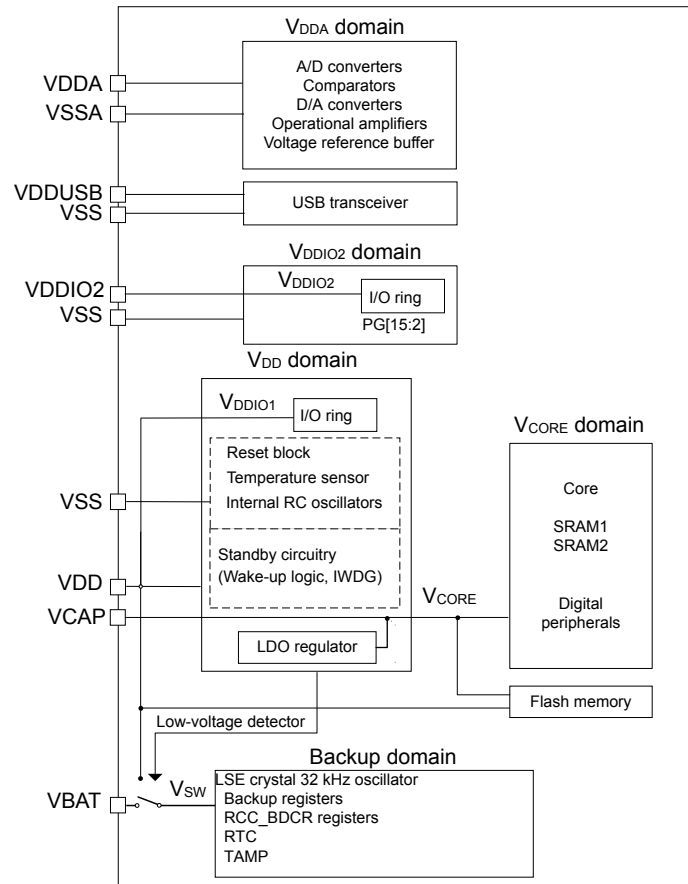 VDDA domain
VDDA
VSSA
A/D converters
Comparators
D/A converters
Operational amplifiers
Voltage reference buffer
VDDUSB
VSS
USB transceiver
VDDIO2 domain
VDDIO2
VSS
VDDIO2
I/O ring
PG[15:2]
VDD domain
VDDIO1
I/O ring
Reset block
Temperature sensor
Internal RC oscillators
VSS
Standby circuitry
(Wake-up logic, IWDG)
VDD
VCAP
LDO regulator
VCORE
VCORE domain
Core
SRAM1
SRAM2
Digital
peripherals
Flash memory
Low-voltage detector
Backup domain
VBAT
VSW
LSE crystal 32 kHz oscillator
Backup registers
RCC_BDCR registers
RTC
TAMP